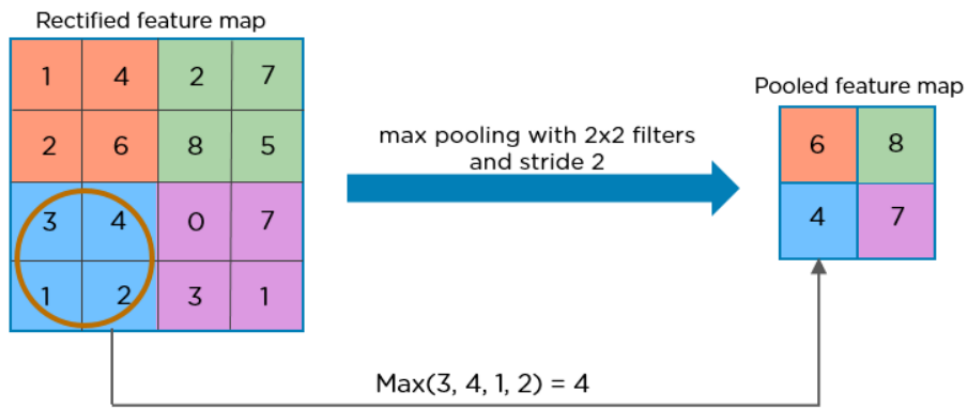 Rectified feature map
1 4 2 7
2 6 8 5
3 4 0 7
1 2 3 1
max pooling with 2x2 filters
and stride 2
Pooled feature map
6 8
4 7
Max(3, 4, 1, 2) = 4